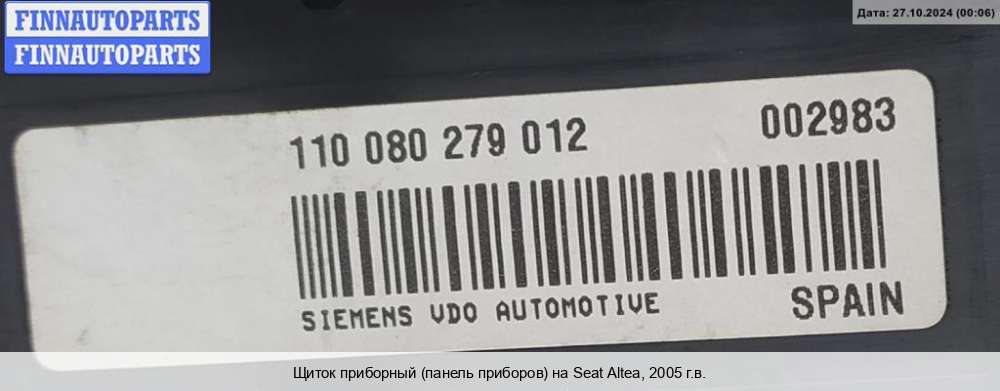 FINNAUTOPARTS
FINNAUTOPARTS
Дата: 27.10.2024 (00:06)
110 080 279 012
002983
SIEMENS VDO AUTOMOTIVE
SPAIN
Щиток приборный (панель приборов) на Seat Altea, 2005 г.в.